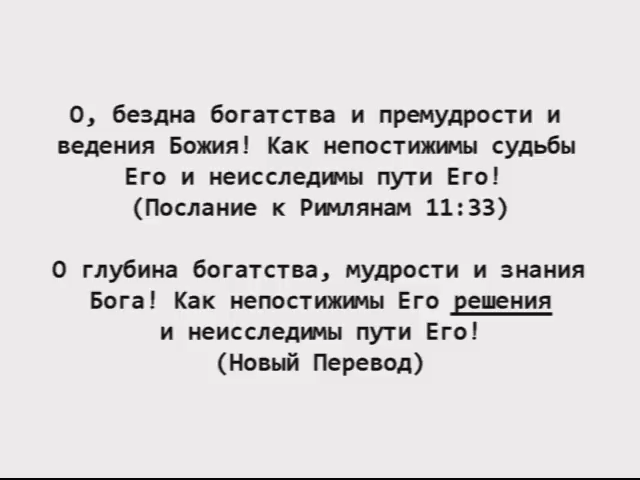 О, бездна богатства и премудрости и
ведения Божия! Как непостижимы судьбы
Его и неисследимы пути Его!
(Послание к Римлянам 11:33)
О глубина богатства, мудрости и знания
Бога! Как непостижимы Его решения
и неисследимы пути Его!
(Новый Перевод)